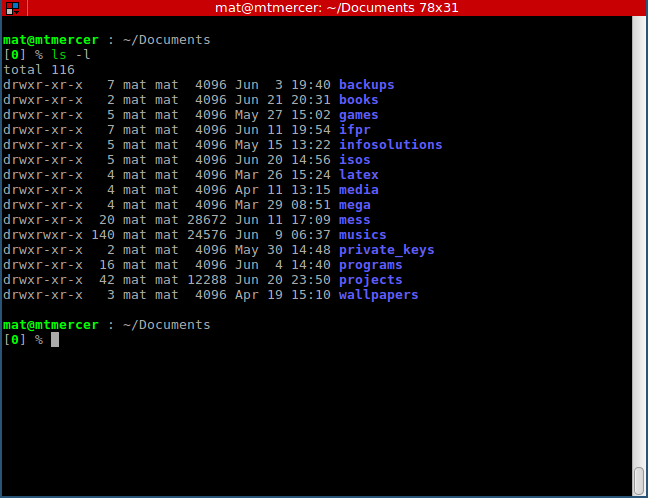 mat@mtmercer: ~/Documents 78x31
mat@mtmercer : ~/Documents
[0] % ls -l
total 116
drwxr-xr-x   7 mat mat  4096 Jun  3 19:40 backups
drwxr-xr-x   2 mat mat  4096 Jun 21 20:31 books
drwxr-xr-x   5 mat mat  4096 May 27 15:02 games
drwxr-xr-x   7 mat mat  4096 Jun 11 19:54 ifpr
drwxr-xr-x   5 mat mat  4096 May 15 13:22 infosolutions
drwxr-xr-x   5 mat mat  4096 Jun 20 14:56 isos
drwxr-xr-x   4 mat mat  4096 Mar 26 15:24 latex
drwxr-xr-x   4 mat mat  4096 Apr 11 13:15 media
drwxr-xr-x   4 mat mat  4096 Mar 29 08:51 mega
drwxr-xr-x  20 mat mat 28672 Jun 11 17:09 mess
drwxrwxr-x 140 mat mat 24576 Jun  9 06:37 musics
drwxr-xr-x   2 mat mat  4096 May 30 14:48 private_keys
drwxr-xr-x  16 mat mat  4096 Jun  4 14:40 programs
drwxr-xr-x  42 mat mat 12288 Jun 20 23:50 projects
drwxr-xr-x   3 mat mat  4096 Apr 19 15:10 wallpapers
mat@mtmercer : ~/Documents
[0] %